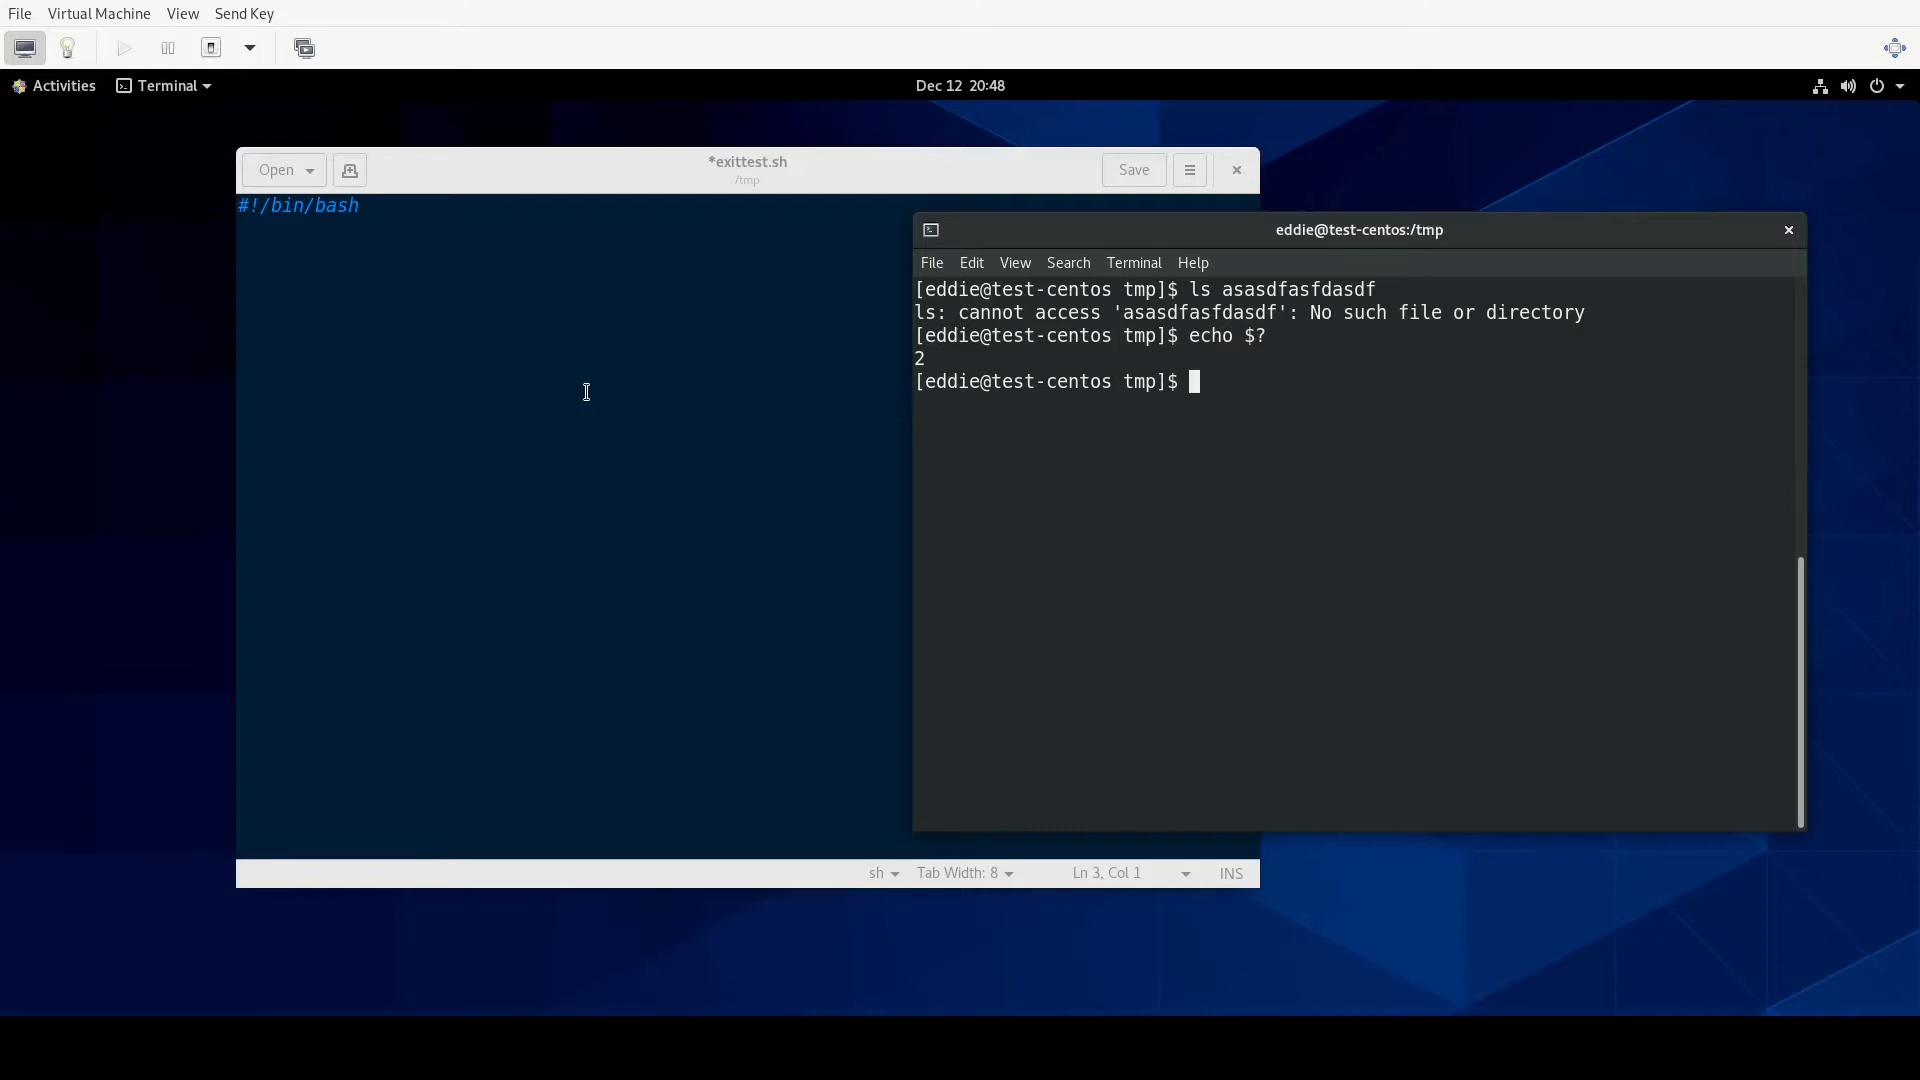 File Virtual Machine View Send Key
Activities Terminal Dec 12 20:48
Open *exittest.sh Save
/tmp
#!/bin/bash
eddie@test-centos:/tmp
File Edit View Search Terminal Help
[eddie@test-centos tmp]$ ls asasdfasfdasdf
ls: cannot access 'asasdfasfdasdf': No such file or directory
[eddie@test-centos tmp]$ echo $?
2
[eddie@test-centos tmp]$
sh Tab Width: 8 Ln 3, Col 1 INS